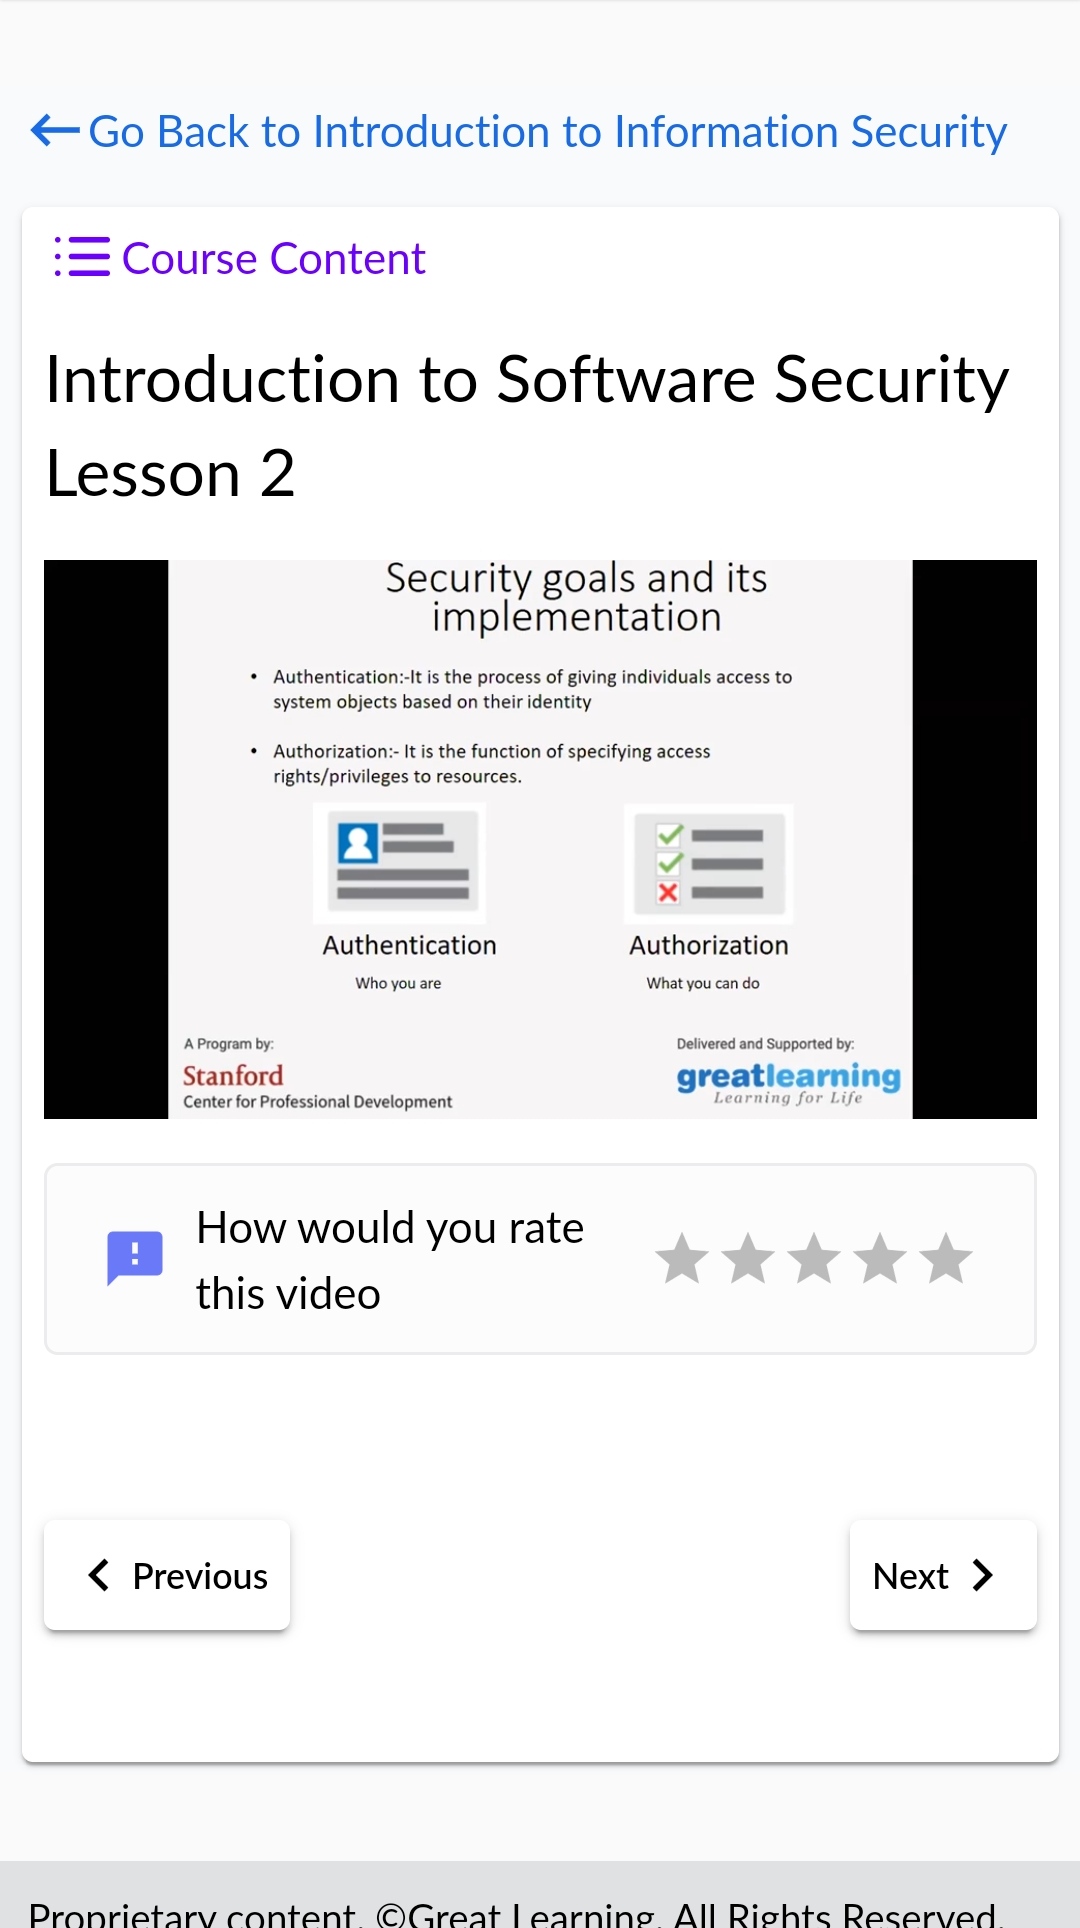 Go Back to Introduction to Information Security
Course Content
Introduction to Software Security
Lesson 2
Security goals and its
implementation
• Authentication:-It is the process of giving individuals access to
system objects based on their identity
• Authorization:- It is the function of specifying access
rights/privileges to resources.
Authentication
Who you are
Authorization
What you can do
A Program by:
Stanford
Center for Professional Development
Delivered and Supported by:
greatlearning
Learning for Life
How would you rate
this video
Previous
Next
Proprietary content. ©Great Learning. All Rights Reserved.